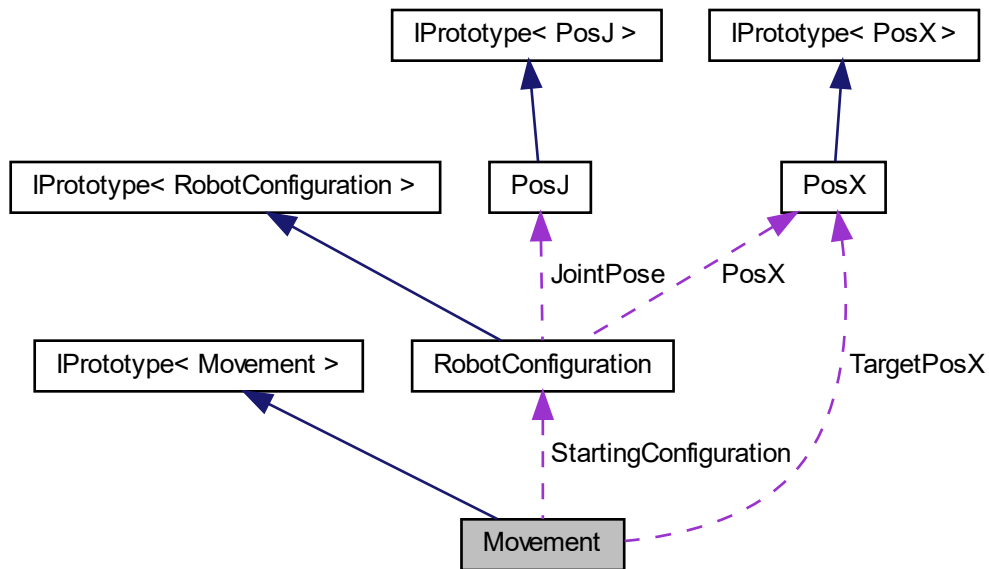 IPrototype< PosJ >
IPrototype< PosX >
IPrototype< RobotConfiguration >
PosJ
PosX
JointPose
PosX
IPrototype< Movement >
RobotConfiguration
TargetPosX
StartingConfiguration
Movement